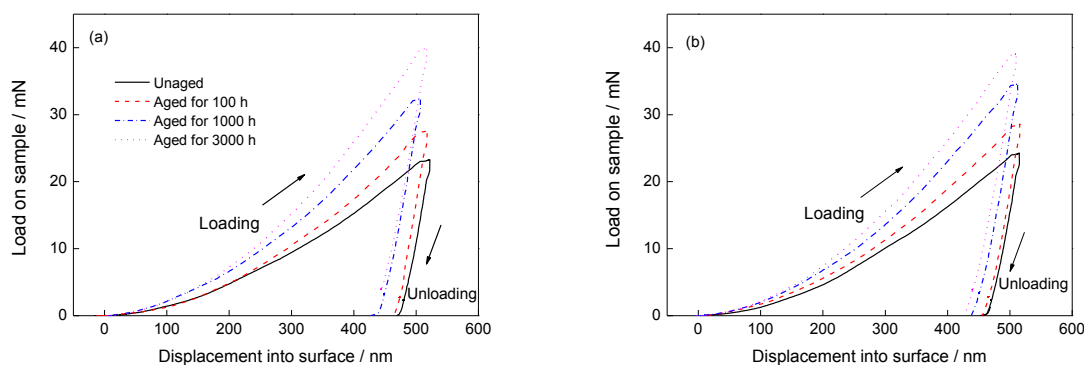 (a)
Load on sample / mN
40
30
20
10
0
Unaged
Aged for 100 h
Aged for 1000 h
Aged for 3000 h
Loading
Unloading
0 100 200 300 400 500 600
Displacement into surface / nm
(b)
Load on sample / mN
40
30
20
10
0
Loading
Unloading
0 100 200 300 400 500 600
Displacement into surface / nm